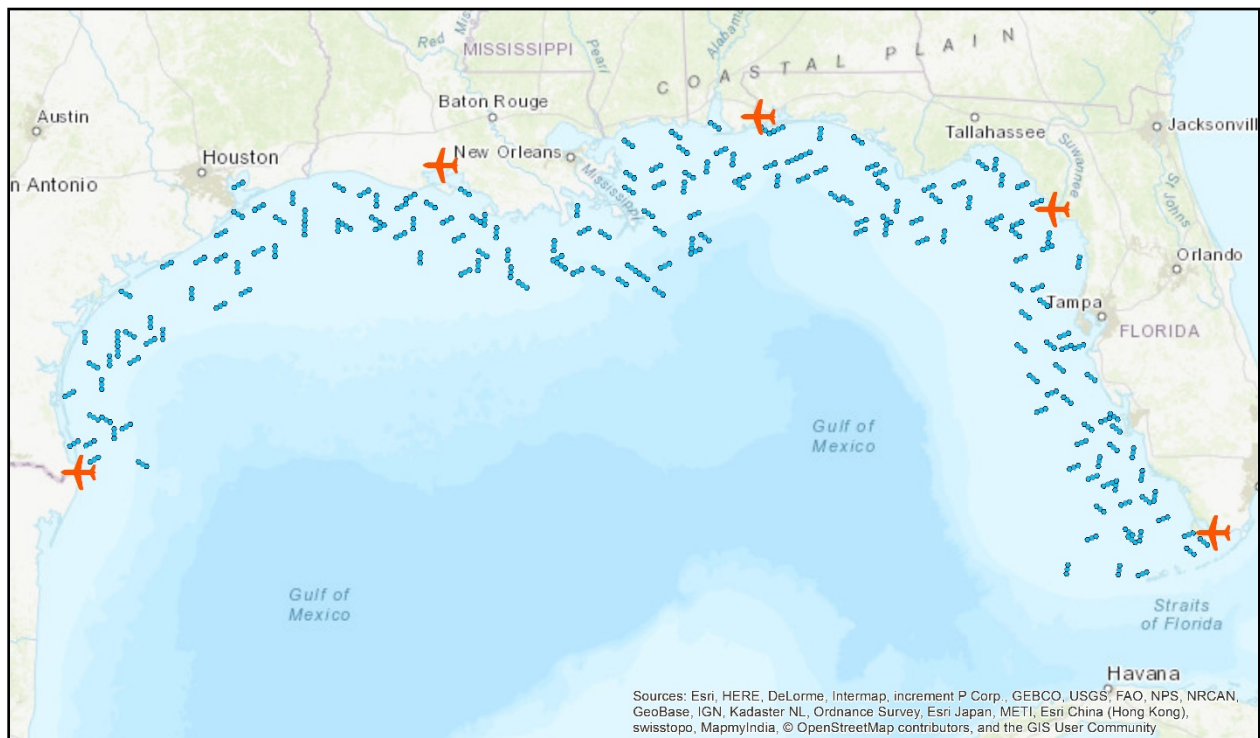 Red
Mis
MISSISSIPPI
Pearl
Alabama
COASTAL PLAIN
Austin
Baton Rouge
Tallahassee
Jacksonvill
Houston
New Orleans
Suwannee
n Antonio
Mississippi
St Johns
Orlando
Tampa
FLORIDA
Gulf of
Mexico
Gulf of
Mexico
Straits
of Florida
Havana
Sources: Esri, HERE, DeLorme, Intermap, increment P Corp., GEBCO, USGS, FAO, NPS, NRCAN,
GeoBase, IGN, Kadaster NL, Ordnance Survey, Esri Japan, METI, Esri China (Hong Kong),
swisstopo, MapmyIndia, © OpenStreetMap contributors, and the GIS User Community